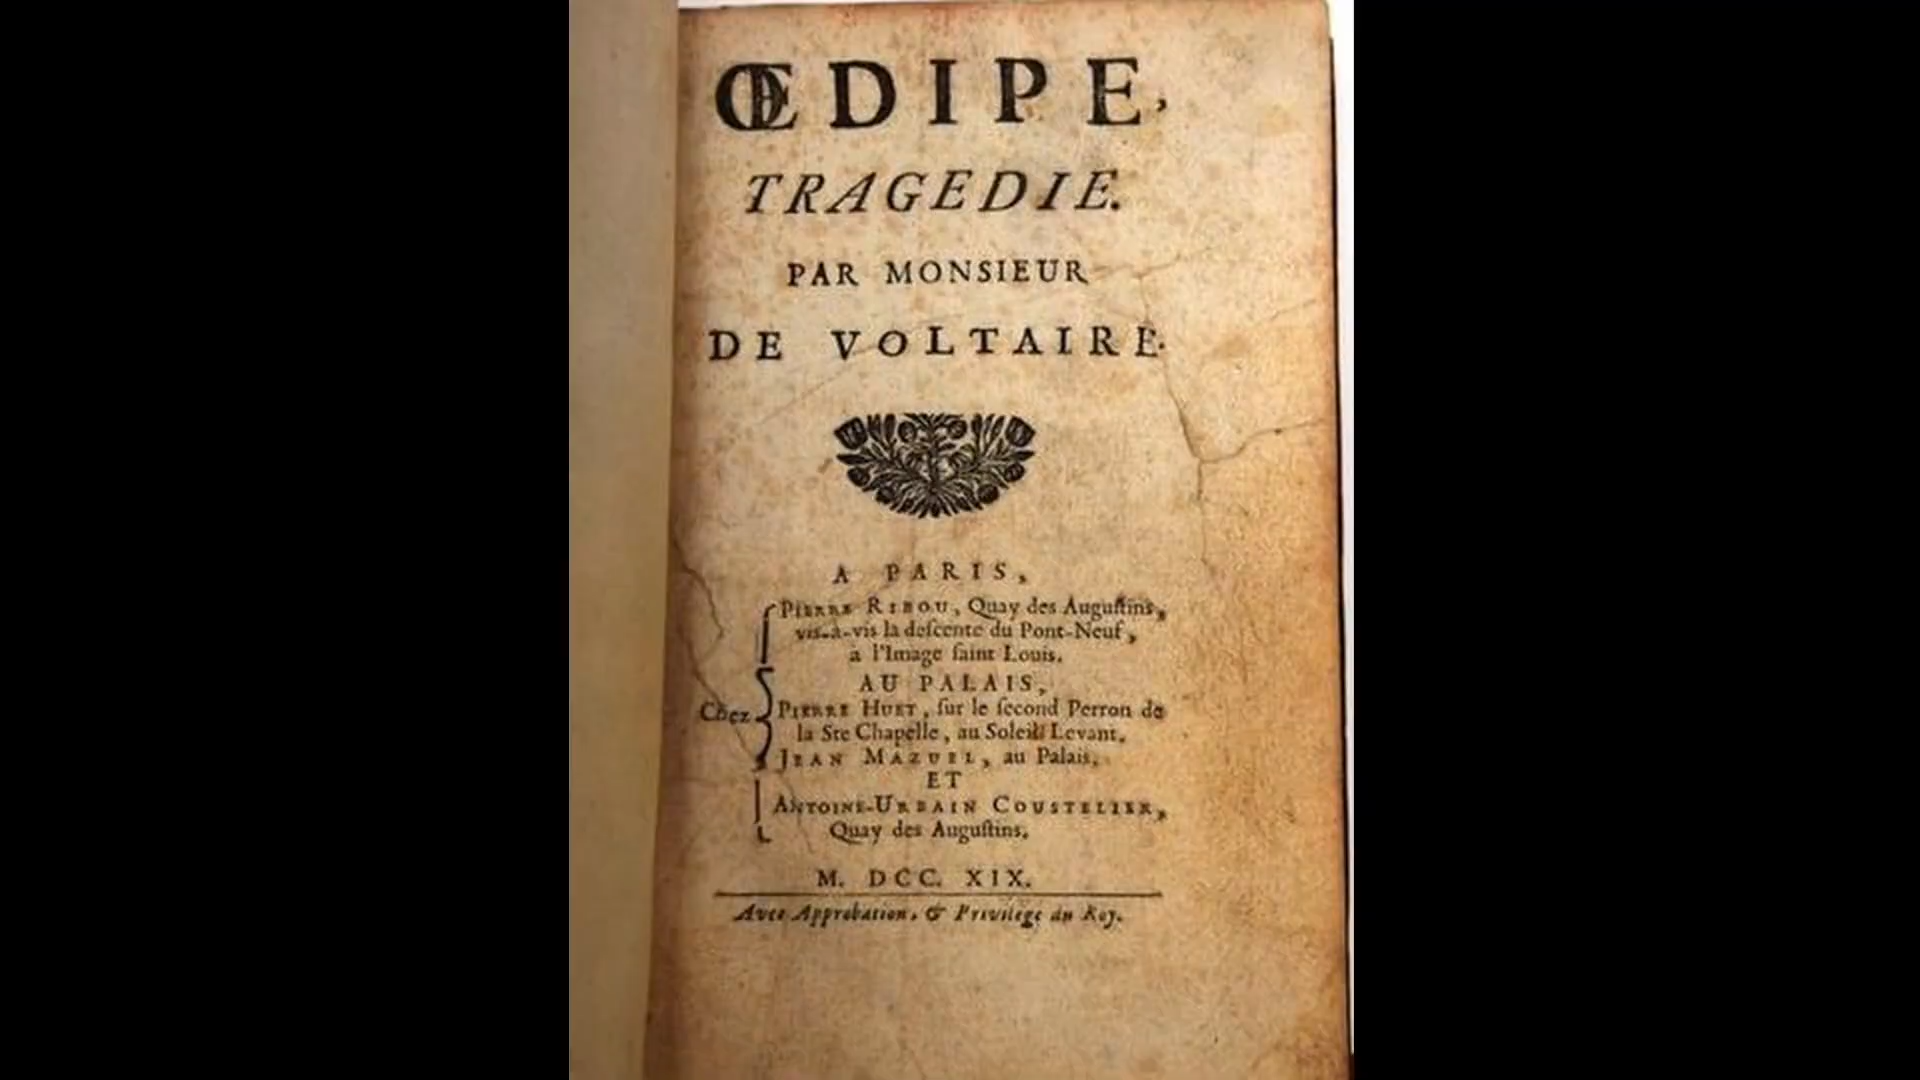 ŒDIPE,
TRAGEDIE.
PAR MONSIEUR
DE VOLTAIRE.
A PARIS,
PIERRE RIBOU, Quay des Auguſtins,
vis-à-vis la deſcente du Pont-Neuf,
à l'Image ſaint Louis.
AU PALAIS,
Chez PIERRE HUET, ſur le ſecond Perron de
la Ste Chapelle, au Soleil Levant.
JEAN MAZUEL, au Palais.
ET
ANTOINE-URBAIN COUSTELIER,
Quay des Auguſtins.
M. DCC. XIX.
Avec Approbation, & Privilege du Roy.